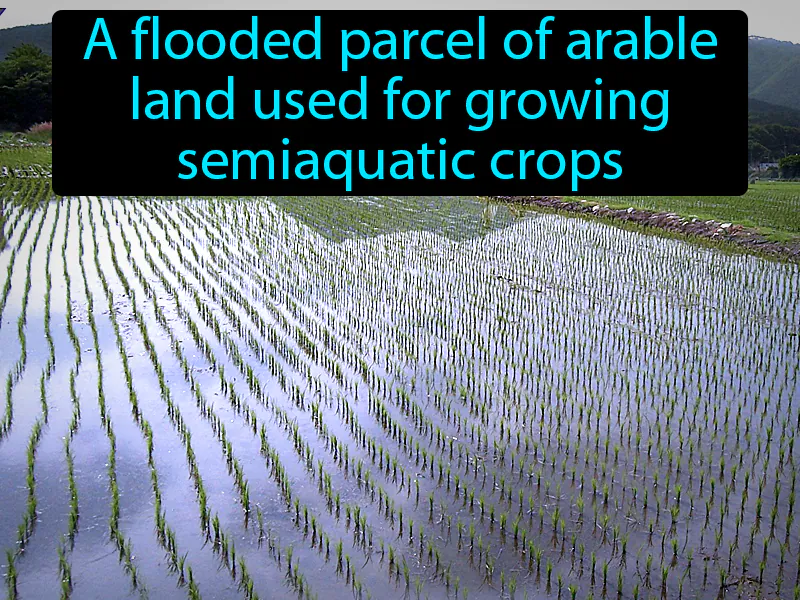 A flooded parcel of arable
land used for growing
semiaquatic crops